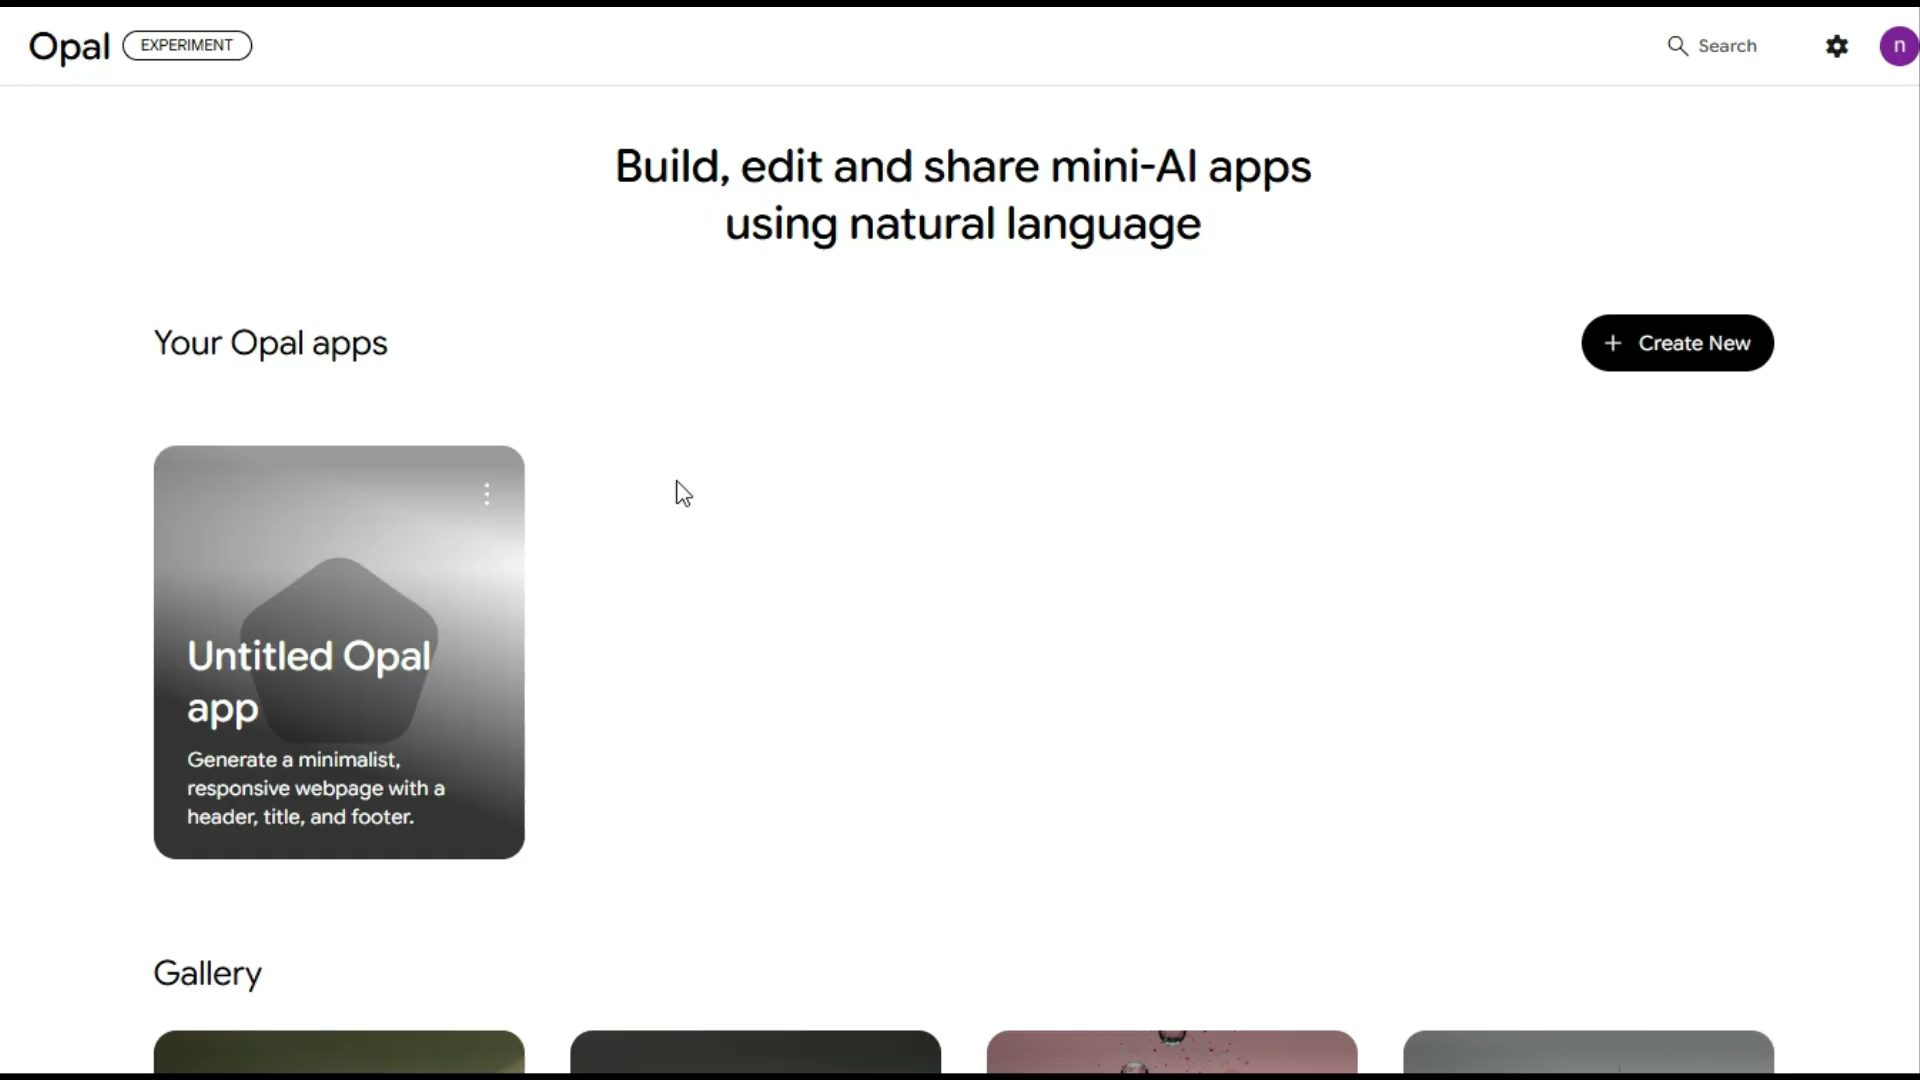 Opal EXPERIMENT
Search
n
Build, edit and share mini-AI apps
using natural language
Your Opal apps
+ Create New
Untitled Opal
app
Generate a minimalist,
responsive webpage with a
header, title, and footer.
Gallery